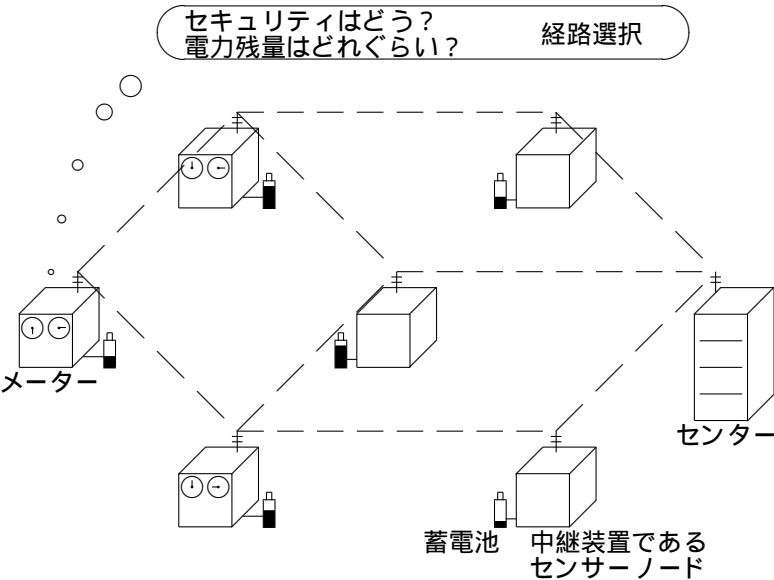 セキュリティはどう?
電力残量はどれぐらい?
経路選択
メーター
センター
蓄電池
中継装置である
センサーノード